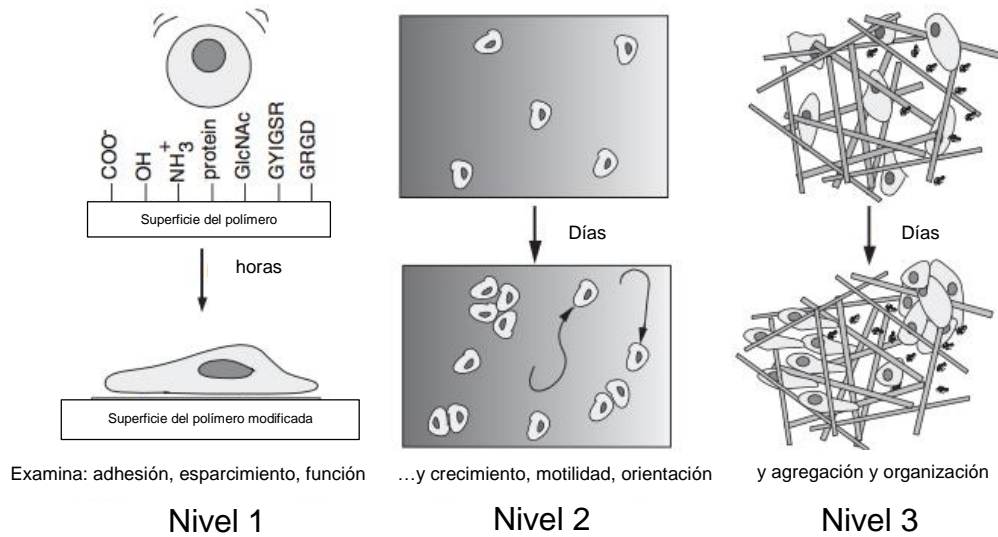 COO-
OH
NH3+
protein
GlcNAc
GYIGSR
GRGD
Superficie del polímero
horas
Superficie del polímero modificada
Examina: adhesión, esparcimiento, función
Nivel 1
Días
…y crecimiento, motilidad, orientación
Nivel 2
Días
y agregación y organización
Nivel 3